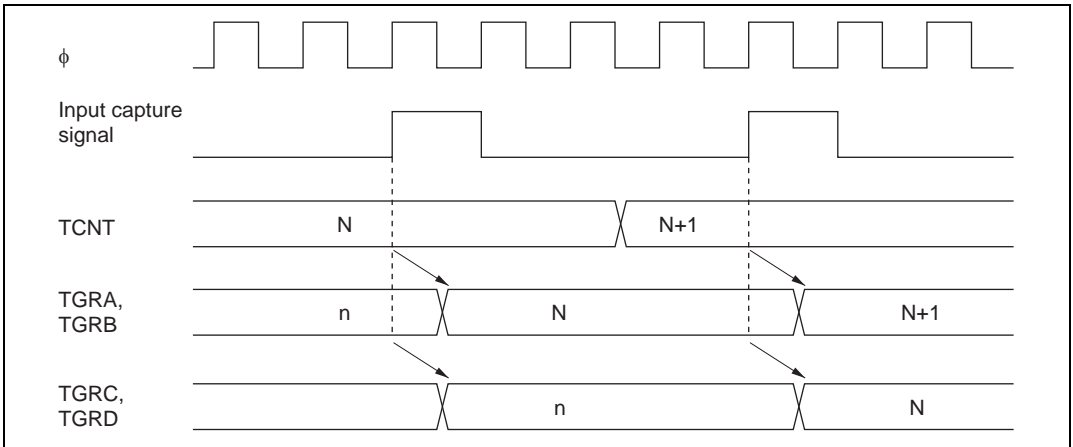 ϕ
Input capture
signal
TCNT
N
N+1
TGRA,
TGRB
n
N
N+1
TGRC,
TGRD
n
N